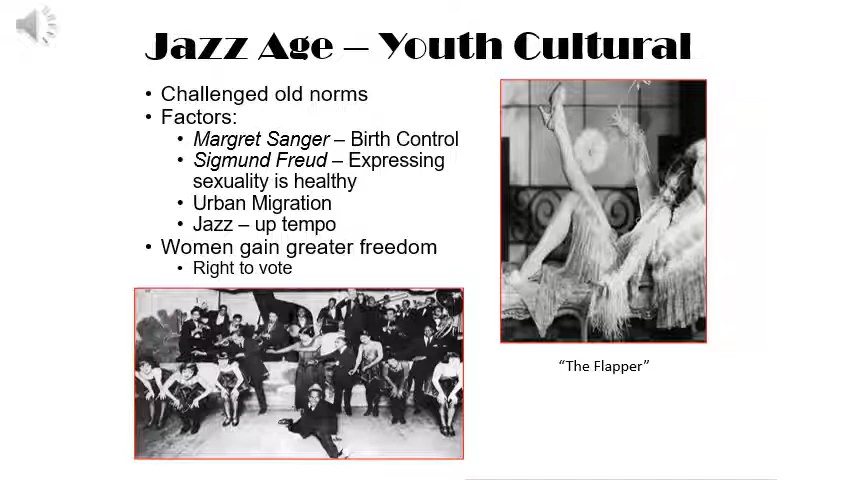 Jazz Age – Youth Cultural
• Challenged old norms
• Factors:
• Margret Sanger – Birth Control
• Sigmund Freud – Expressing
sexuality is healthy
• Urban Migration
• Jazz – up tempo
• Women gain greater freedom
• Right to vote
“The Flapper”